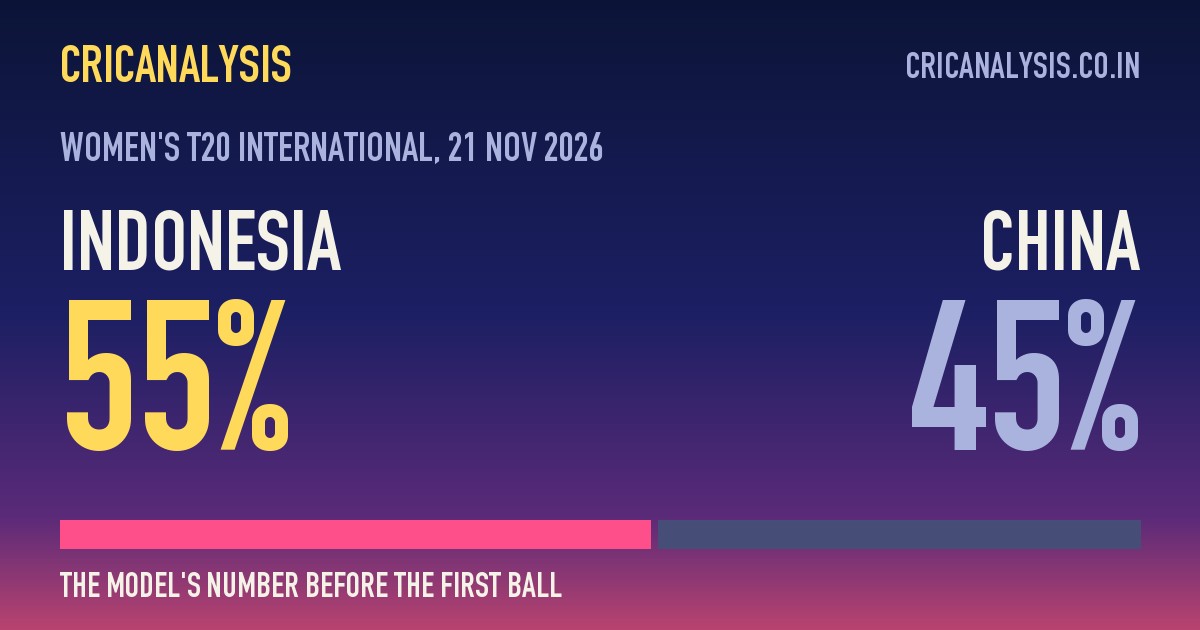 CRICANALYSIS
CRICANALYSIS.CO.IN
WOMEN'S T20 INTERNATIONAL, 21 NOV 2026
INDONESIA
CHINA
55%
45%
THE MODEL'S NUMBER BEFORE THE FIRST BALL